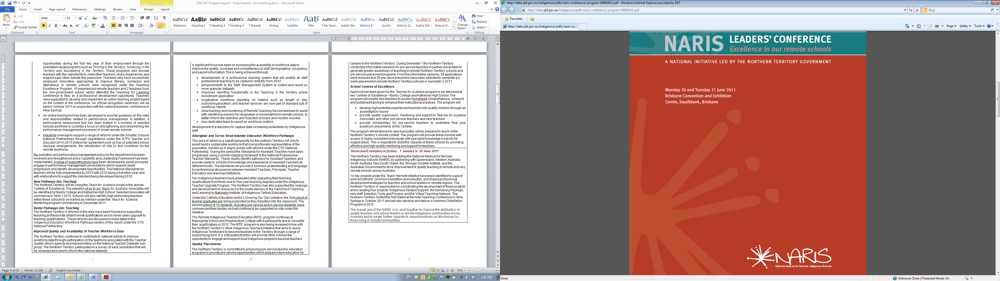 2011 NT Progress Report - Final Version - for checking.docx - Microsoft Word
Table Tools
File Home Insert Page Layout References Mailings Review View Design Layout
Paste
Cut
Copy
Format Painter
Clipboard
Arial 12
Font
Paragraph
Emphasis Heading 1 ¶ Heading 3 ¶ Heading 5 ¶ Normal Strong Subtitle Title ¶ No Spaci... Subtle Em... Intense E... Quote Intense Q... Subtle Ref... Intense R...
Styles
Change Styles
Find
Replace
Select
Editing
opportunities during the first two year of their employment through the
orientation recall programs such as Thriving in the Territory, Achieving in the
Territory and Succeeding in the Territory. These programs also provide
teachers with the opportunity to meet other teachers, share experiences and
support each other outside the classroom. Teachers who have successfully
employed innovative approaches to improve literacy, numeracy and
attendance in remote schools were recognised under the Teaching
Excellence Program. 10 experienced remote teachers and 2 teachers from
the non-government school sector attended the Teaching for Learning
conference in May as a professional development opportunity. Teachers
were supported to develop and implement an action learning project based
on the content of the conference. An official recognition ceremony will be
held in October 2011 in conjunction with the national teachers' conference in
Alice Springs.
• An online training tool has been developed to provide guidance on the roles
and responsibilities related to performance management. In addition, a
performance assessment tool has been trialled in a number of selected
schools and there is currently a focus on strengthening and streamlining the
performance management processes in small remote schools.
• industrial coverage to support a range of reforms under the Smarter Schools
National Partnerships through negotiations under the NTPS Teacher and
Educator 2010-2013 Enterprise Agreement such as trial of extended school
day/year arrangements, the introduction of HALTs and incentives for the
remote workforce.
the probation and performance management policy for the department has been
reviewed and strengthened and a Capability and Leadership Framework has been
implemented. A range of supporting tools have been developed to assist principals
engage in performance management conversations which support career
progression and identify development opportunities. The National Standards for
teachers will be fully implemented by 2013 with 2012 being a transition year and
with elaborations to support the standard being developed during 2012.
New Pathways into Teaching
The Northern Territory will be using the Teach for Australia model in the remote
Centres of Excellence. The selection of up to six Teach for Australia Associates will
be identified for Barkly College and Katherine High School. Selected Associates will
commence in Term 1 2012. Schools will also identify high performing teachers
within these schools to be trained as mentors under the Teach for Australia
Mentoring program commencing in December 2011.
Better Pathways into Teaching
The Northern Territory's reforms in this area have been focused on supporting
teaching professionals obtain formal qualifications and in some cases upgrade to
teaching qualifications. These reforms are discussed in more detail in the
Indigenous Education Workforce Pathways section of this report under the CTG
National Partnership.
Improved Quality and Availability of Teacher Workforce Data
The Northern Territory continues to contribute to national activity to improve
workforce data through participation on the taskforce associated with the Teacher
Quality reform agenda and representation on the National Teacher Datasets sub-
group. The Northern Territory participated in a survey of each jurisdiction that will
be reviewed and used to inform the national datasets.
7
A significant focus has been on increasing the availability of workforce data to
improve the quality, coverage and completeness of staff demographics, occupancy
and payroll information. This is being achieved through:
• development of a professional learning system that will enable all staff
professional learning to be captured centrally from 2012
• enhancements to the Staff Management System to collect and report on
more granular datasets
• improved reporting functionality in the Teaching in the Territory online
recruitment application
• longitudinal workforce reporting on metrics such as length of stay
(school/organisation) and teacher turnover are now part of standard suit of
workforce reports
• close tracking and monitoring of Remote Teaching Service teachers to assist
with identifying reasons for resignation or movement from remote schools, to
better inform the selection and induction process and monitor success
• new dedicated team to report on workforce metrics
development of a repository to capture data on training undertaken by Indigenous
staff
Aboriginal and Torres Strait Islander Education Workforce Pathways
This area of reform is a significant priority for the northern Territory not only to
assist build a sustainable workforce that is proportionally representative of the
population, but also as it aligns closely with reforms under the CTG National
Partnership. During this period the Standards for Assistant Teachers have been
progressed, using a similar mapping framework to the National Professional
Teacher Standards. These clearly identify pathways for Assistant Teachers and
provide clarity to schools of knowledge and experience of Assistant Teachers at
different levels. The standards will provide a common understanding and language
for professional discussions between Assistant Teachers, Principals, Teacher
Educators and learning institutions.
Ten Indigenous teachers have graduated after upgrading their teaching
qualifications from three year to four year teaching degrees under the Indigenous
Teacher Upgrade Program. The Northern Territory has also supported the redesign
and development of resources for the onsite delivery of the Diploma of Teaching
and Learning by Batchelor Institute of Indigenous Tertiary Education.
Under the Catholic Education sector's Growing Our Own initiative, the first cohort of
teacher graduates are being supported as they transition into the classroom. The
second cohort of 15 students, including pre-service and in-service students, have
commenced their studies and will continue to be supported on-site under this
initiative.
The Remote Indigenous Teacher Education (RITE) program continues at
Maningrida School and Shepherdson College with 8 participants due to complete
their qualifications in 2012. The RITE program is also being reviewed in line with
the Northern Territory's More Indigenous Teachers initiative that aims to assist
Indigenous Territorians to become teachers in the Territory through a range of
support programs. It is anticipated that this will provide other schools the
opportunity to engage and support local Indigenous people to become teachers.
Quality Placements
The Northern Territory is committed to enhancing pre-service teacher education
programs to provide pre-service opportunities which prepare future educators for
8
careers in the Northern Territory. During Semester 1 the Northern Territory
conducted information sessions for pre-service teachers in partner universities to
generate greater awareness of teaching in remote Northern Territory schools and
pre-service placement programs. From the information sessions, 38 applications
were received and 30 pre-service teachers have been selected to complete a 4-
week placement in remote Northern Territory schools in Semester 2 2011.
School Centres of Excellence
Approval has been given for the Teacher for Australia program to be delivered at
two Centres of Excellence – Barkly College and Katherine High School. The
program will enable new teachers to access formailsed, comprehensive, coherent
and sustained training to enhance their instructional practices. The program will:
• develop high potential experienced teachers into quality mentors through an
accreditation course
• provide quality supervision, mentoring and support to Teacher for Australia
Associates and other pre-service teachers and new teachers
• provide scholarships for pre-service teachers to undertake final year
practicum placements at the Centres
The program will be tailored to and Associates will be prepared to teach in the
Northern Territory's remote context. The program will provide these schools with
access to highly competent individuals with specialist knowledge in hard to fill
subject areas. This is expected to build the capacity of these schools by providing
effective and high quality mentoring and support for teachers.
Showcase/Exemplary Activities - 1 January to 30 June 2011
The Northern Territory has been leading the National Alliance for Remote
Indigenous Schools (NARIS) by partnering with Queensland, Western Australia,
South Australia, New South Wales, the Stronger Smarter Institute and the
Australian Government to drive improvement of quality teaching in remote and very
remote schools across Australia.
14 key projects under the Teach Remote initiative have been identified to support
joint recruitment, common orientation and induction, and shared professional
development strategies for teachers and school leaders in remote regions. The
Northern Territory is responsible for coordinating the development of these projects
and is leading four projects: Indigenous Student Support, the Numeracy Package,
new staff Selection Tools and Process and the Virtual Teaching Network. The
Northern Territory hosted the first National Remote Teaching Conference in Alice
Springs in October 2011 and will also develop and deliver a common Orientation
Program in 2012.
The overall aim of the NARIS is to work together to improve the distribution of
quality teachers and school leaders in remote Indigenous communities across
Australia and to create further capacity to impact positively on life choices for
those living in remote communities.
9
Page: 9 of 32 Words: 11,166 English (Australia) 75%
EN 2:31 PM
http://deta.qld.gov.au/indigenous/pdfs/naris-conference-program-09062011.pdf - Windows Internet Explorer provided by DET
http://deta.qld.gov.au/indigenous/pdfs/naris-conference-program-09062011.pdf
Bing
Favorites
http://deta.qld.gov.au/indigenous/pdfs/naris-co...
Page Safety Tools
NARIS LEADERS' CONFERENCE
Excellence in our remote schools
A NATIONAL INITIATIVE LED BY THE NORTHERN TERRITORY GOVERNMENT
Monday 20 and Tuesday 21 June 2011
Brisbane Convention and Exhibition
Centre, Southbank, Brisbane
NARIS
National Alliance for Remote Indigenous Schools
Done
Unknown Zone | Protected Mode: On